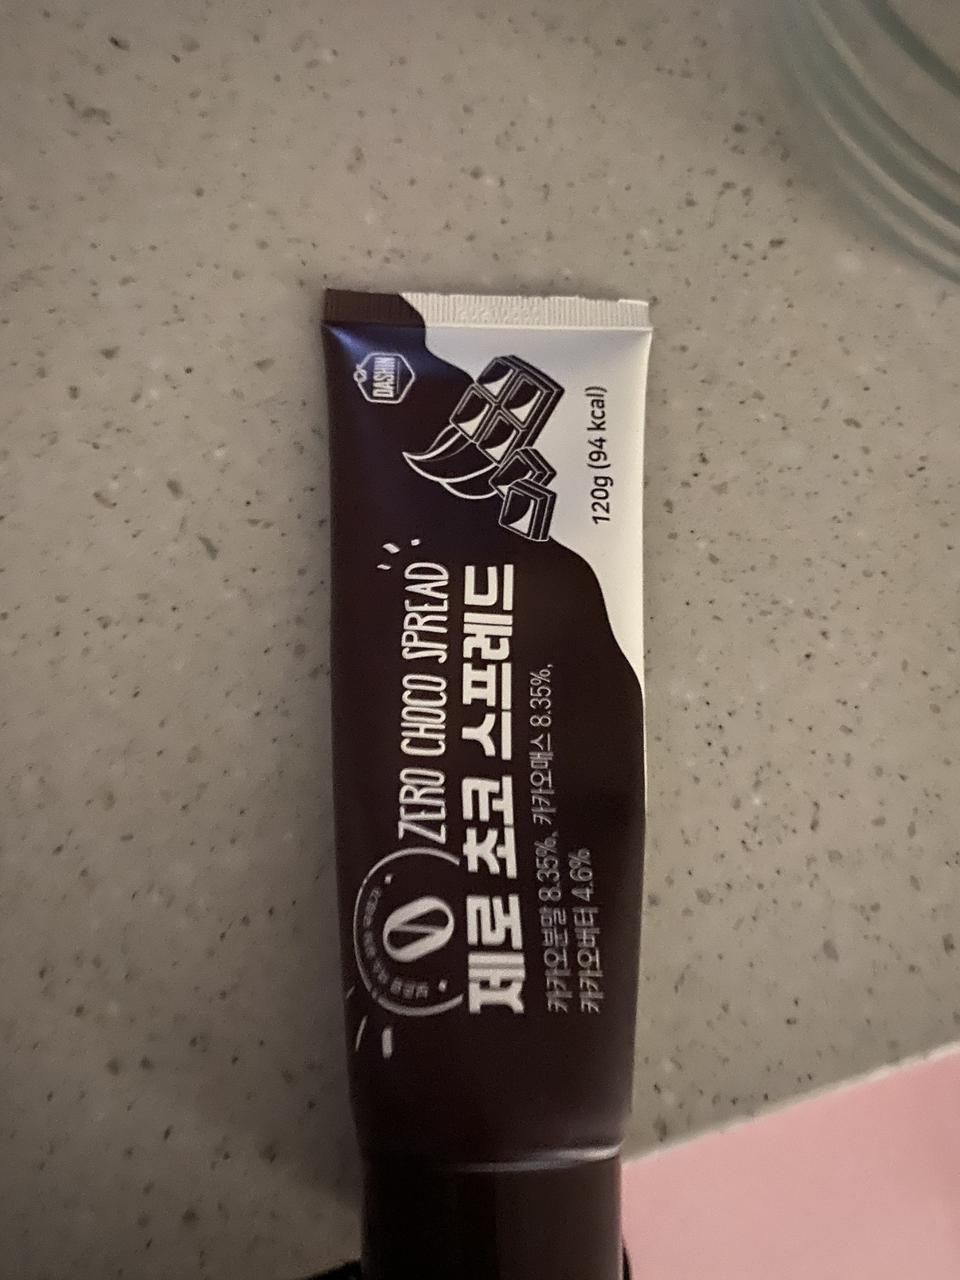 DASHIN
ZERO CHOCO SPREAD
0
제로 초코 스프레드
카카오분말 8.35%, 카카오매스 8.35%,
카카오버터 4.6%
120g (94 kcal)